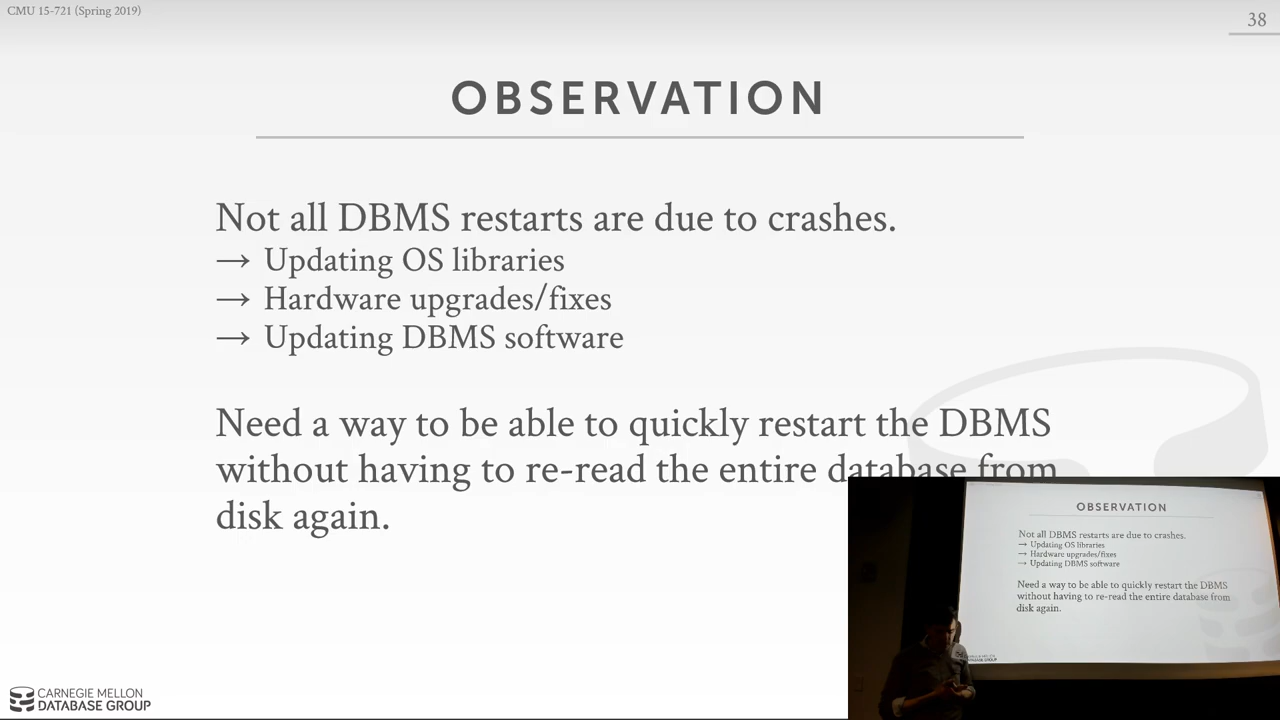 CMU 15-721 (Spring 2019)
38
OBSERVATION
Not all DBMS restarts are due to crashes.
→ Updating OS libraries
→ Hardware upgrades/fixes
→ Updating DBMS software
Need a way to be able to quickly restart the DBMS
without having to re-read the entire database from
disk again.
CARNEGIE MELLON
DATABASE GROUP
OBSERVATION
Not all DBMS restarts are due to crashes.
→ Updating OS libraries
→ Hardware upgrades/fixes
→ Updating DBMS software
Need a way to be able to quickly restart the DBMS
without having to re-read the entire database from
disk again.
CARNEGIE MELLON
DATABASE GROUP